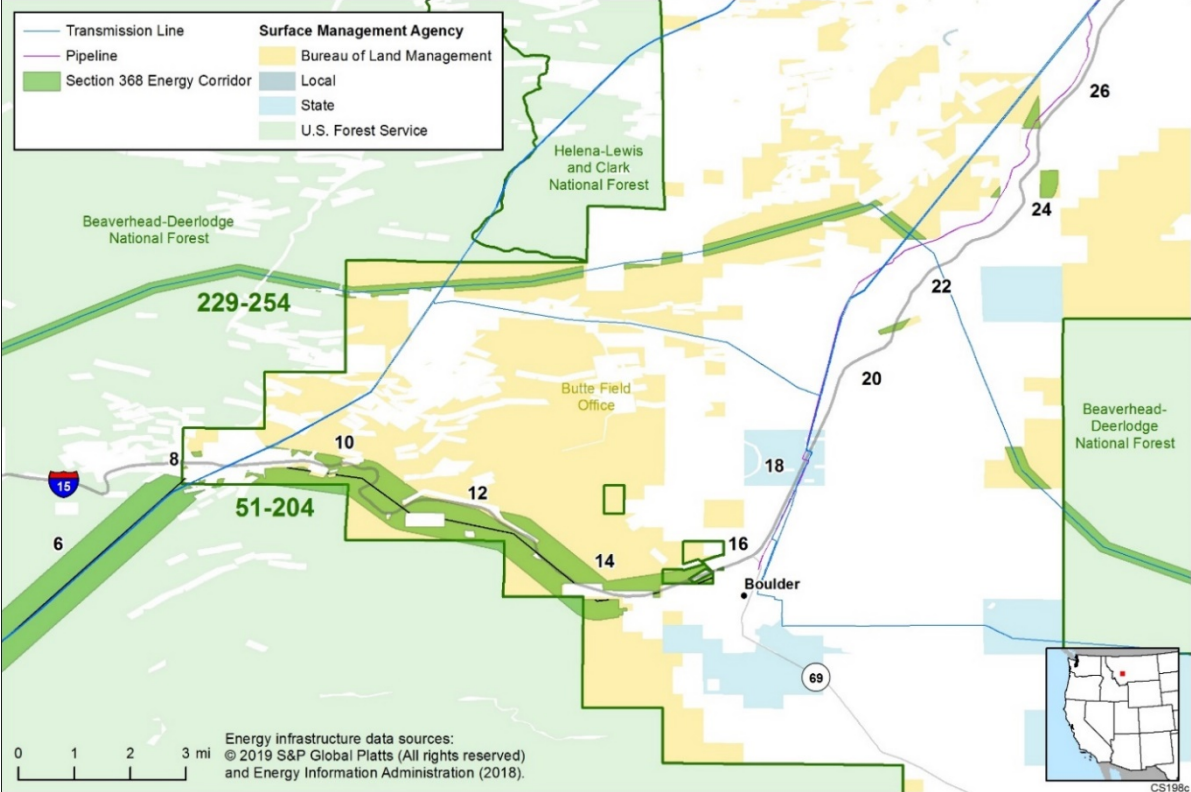 Transmission Line
Pipeline
Section 368 Energy Corridor
Surface Management Agency
Bureau of Land Management
Local
State
U.S. Forest Service
Helena-Lewis
and Clark
National Forest
Beaverhead-Deerlodge
National Forest
229-254
26
24
22
20
Butte Field
Office
Beaverhead-
Deerlodge
National Forest
8
10
15
51-204
12
18
6
14
16
Boulder
69
0 1 2 3 mi
Energy infrastructure data sources:
© 2019 S&P Global Platts (All rights reserved)
and Energy Information Administration (2018).
CS198c